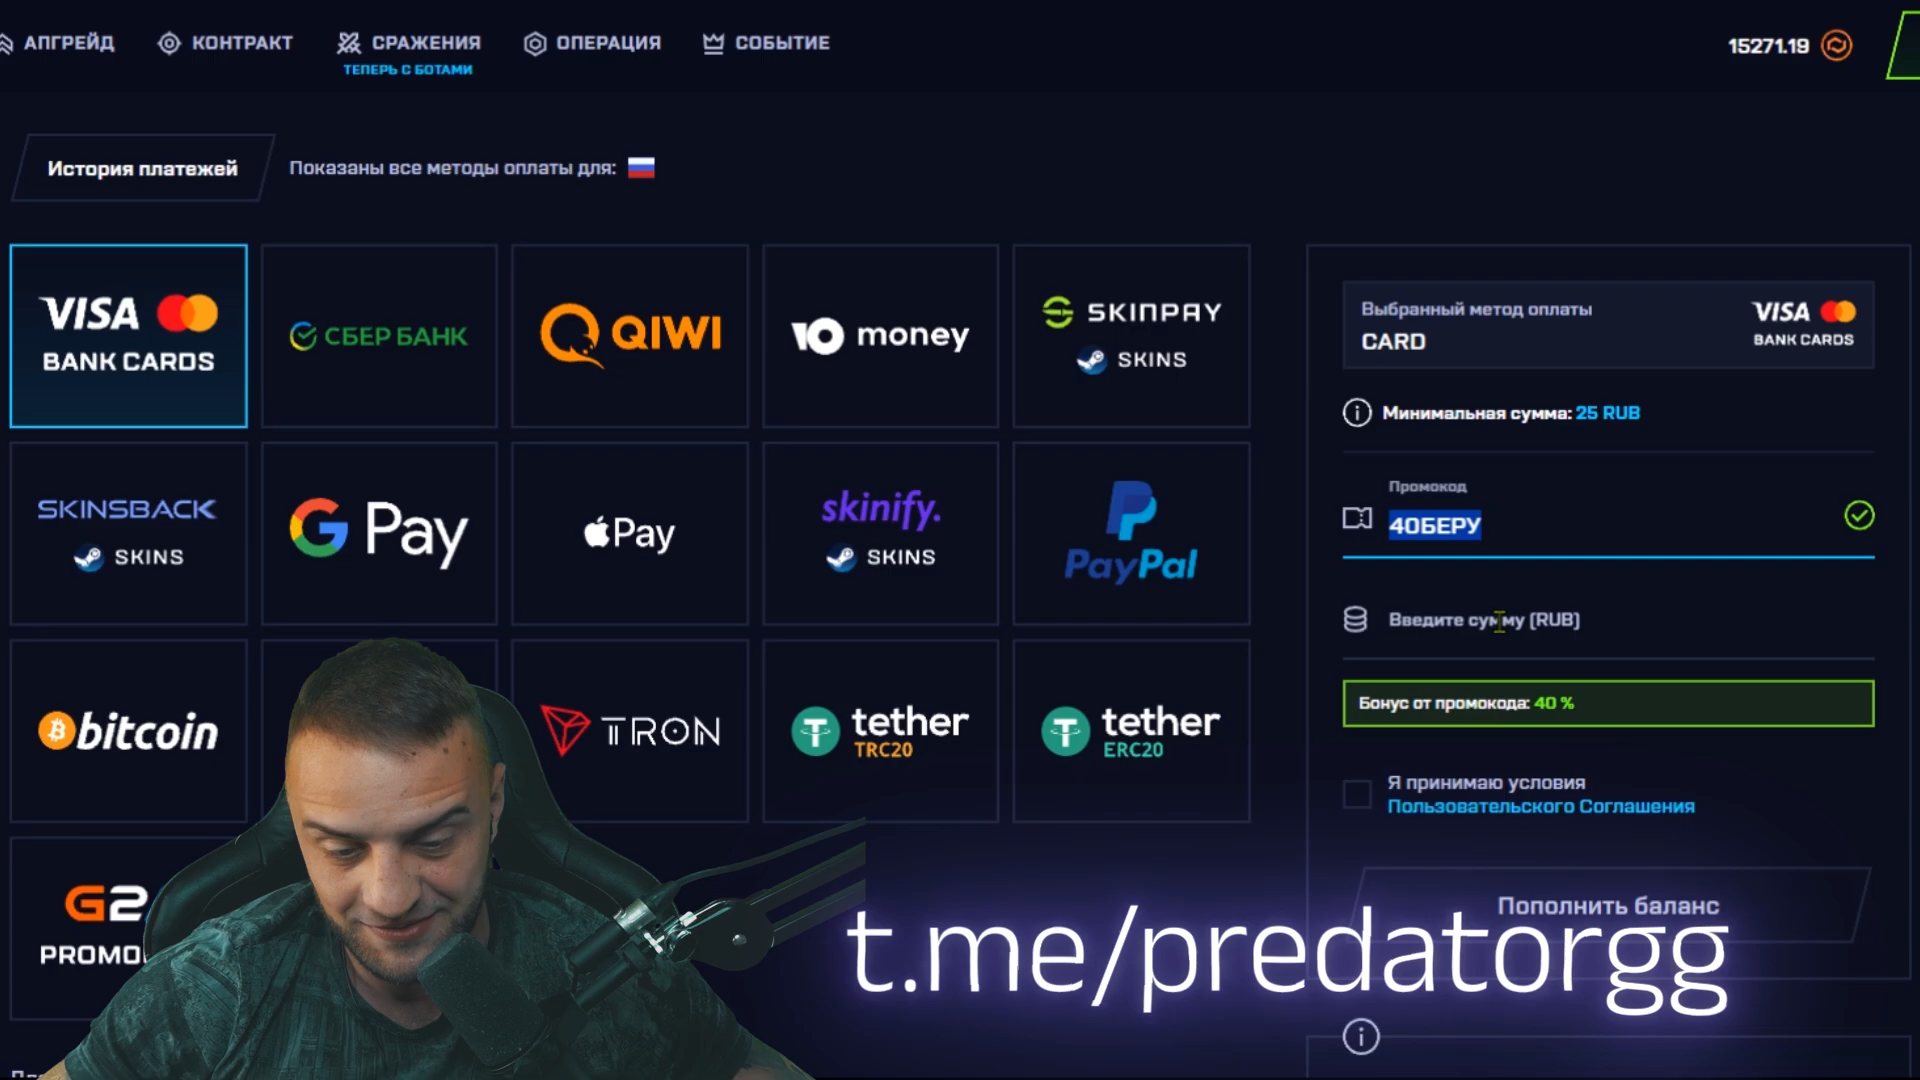 АПГРЕЙД
КОНТРАКТ
СРАЖЕНИЯ
ТЕПЕРЬ С БОТАМИ
ОПЕРАЦИЯ
СОБЫТИЕ
15271.19
История платежей
Показаны все методы оплаты для:
VISA
BANK CARDS
СБЕР БАНК
QIWI
Ю money
SKINPAY
SKINS
SKINSBACK
SKINS
G Pay
Pay
skinify.
SKINS
PayPal
bitcoin
TRON
tether
TRC20
tether
ERC20
G2
PROMO
Выбранный метод оплаты
CARD
VISA
BANK CARDS
Минимальная сумма: 25 RUB
Промокод
40БЕРУ
Введите сумму (RUB)
Бонус от промокода: 40 %
Я принимаю условия
Пользовательского Соглашения
Пополнить баланс
t.me/predatorgg